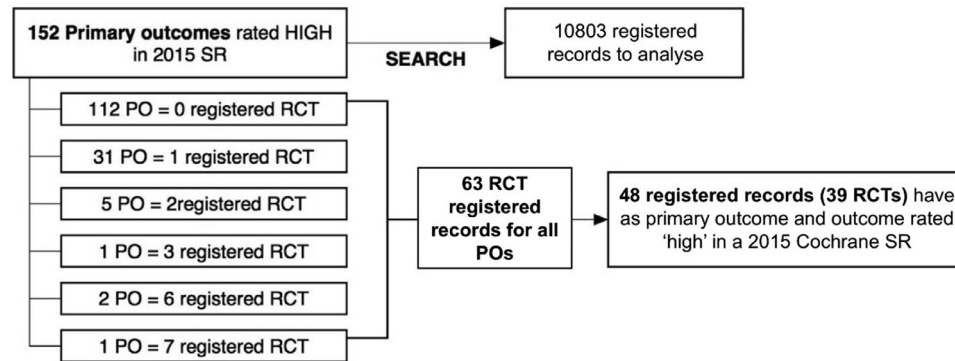 152 Primary outcomes rated HIGH
in 2015 SR
SEARCH
10803 registered
records to analyse
112 PO = 0 registered RCT
31 PO = 1 registered RCT
5 PO = 2registered RCT
1 PO = 3 registered RCT
2 PO = 6 registered RCT
1 PO = 7 registered RCT
63 RCT
registered
records for all
POs
48 registered records (39 RCTs) have
as primary outcome and outcome rated
‘high’ in a 2015 Cochrane SR